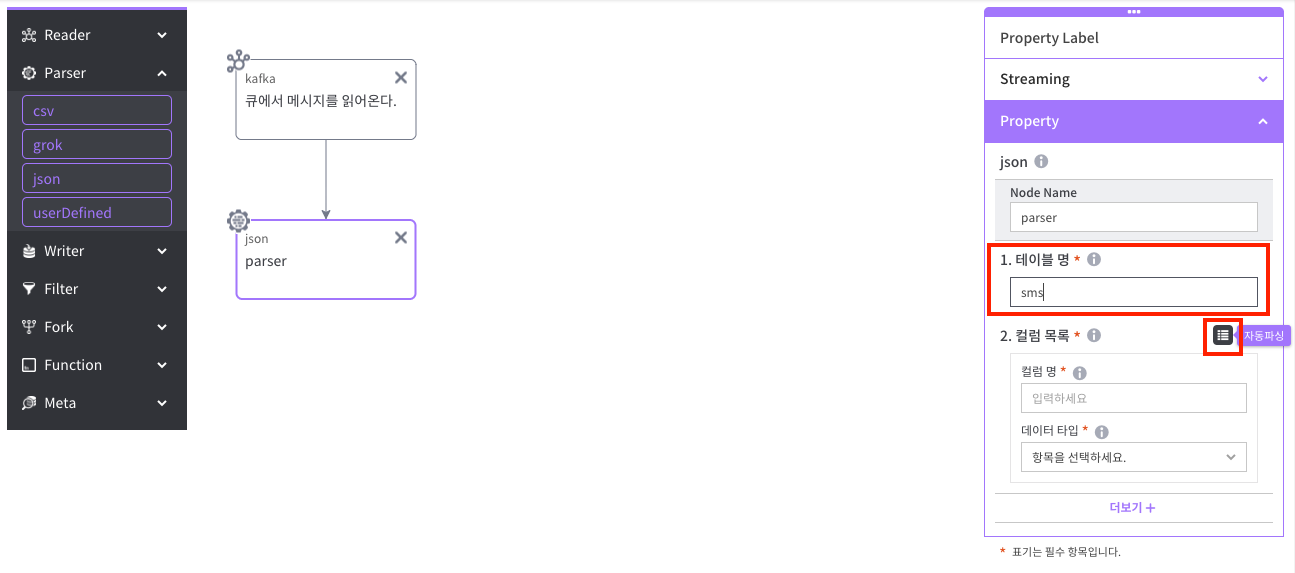 Reader
Parser
csv
grok
json
userDefined
Writer
Filter
Fork
Function
Meta
kafka
큐에서 메시지를 읽어온다.
json
parser
Property Label
Streaming
Property
json
Node Name
parser
1. 테이블 명 *
sms
2. 컬럼 목록 *
자동파싱
컬럼 명 *
입력하세요
데이터 타입 *
항목을 선택하세요.
더보기 +
* 표기는 필수 항목입니다.